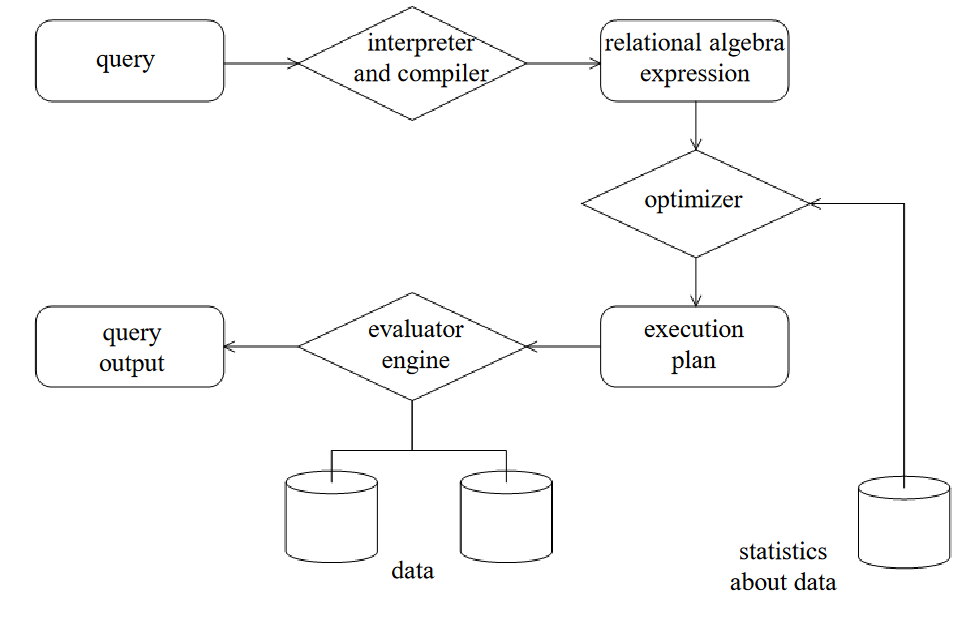 query
interpreter
and compiler
relational algebra
expression
optimizer
query
output
evaluator
engine
execution
plan
data
statistics
about data